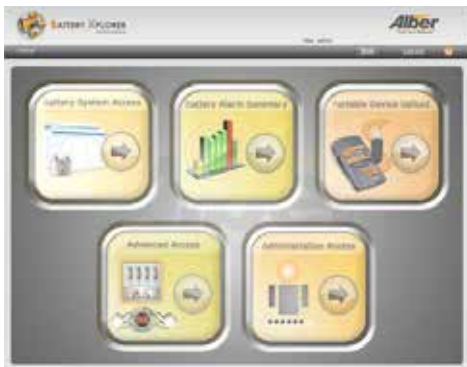 BATTERY XPLORER
Alber
Battery System Access
Battery Alarm Summary
Portable Device Upload
Advanced Access
Administration Access